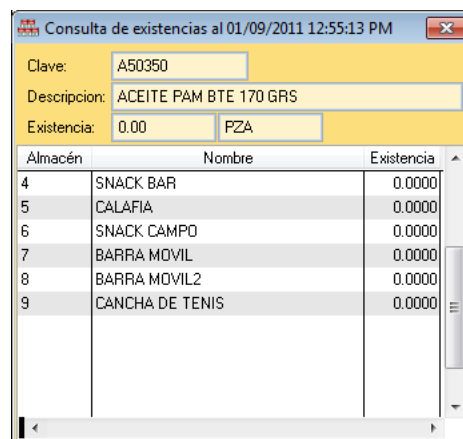 Consulta de existencias al 01/09/2011 12:55:13 PM
Clave: A50350
Descripcion: ACEITE PAM BTE 170 GRS
Existencia: 0.00 PZA
Almacén Nombre Existencia
4 SNACK BAR 0.0000
5 CALAFIA 0.0000
6 SNACK CAMPO 0.0000
7 BARRA MOVIL 0.0000
8 BARRA MOVIL2 0.0000
9 CANCHA DE TENIS 0.0000